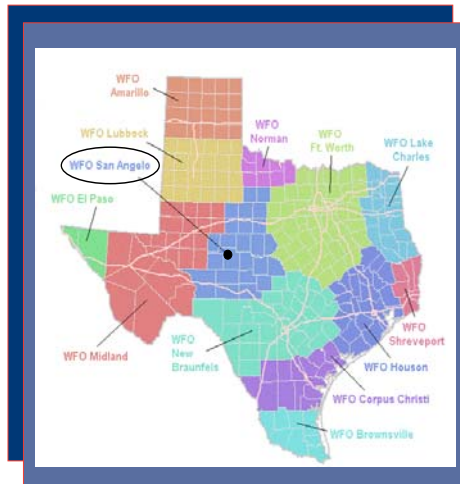 WFO
Amarillo
WFO Lubbock
WFO
Norman
WFO
Ft. Worth
WFO Lake
Charles
WFO San Angelo
WFO El Paso
WFO
Shreveport
WFO Midland
WFO
New
Braunfels
WFO Houson
WFO Corpus Christi
WFO Brownsville